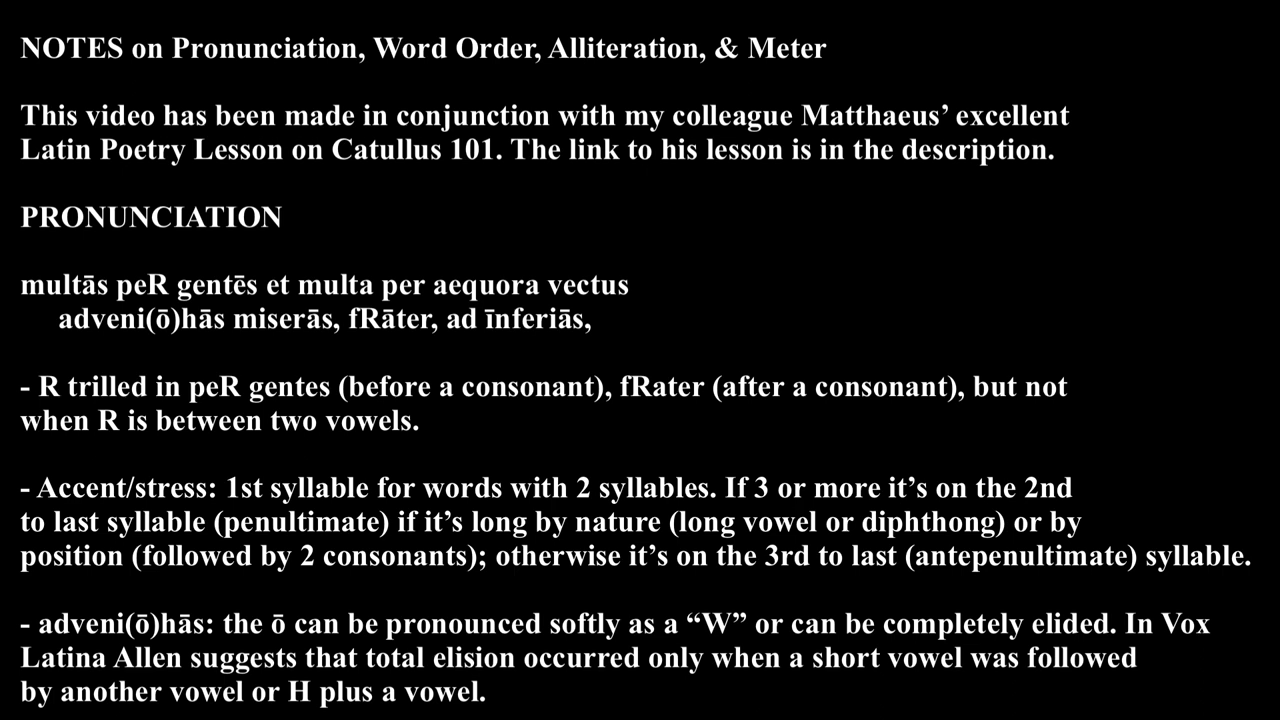 NOTES on Pronunciation, Word Order, Alliteration, & Meter
This video has been made in conjunction with my colleague Matthaeus’ excellent
Latin Poetry Lesson on Catullus 101. The link to his lesson is in the description.
PRONUNCIATION
multās peR gentēs et multa per aequora vectus
adveni(ō)hās miserās, fRāter, ad īnferiās,
- R trilled in peR gentes (before a consonant), fRater (after a consonant), but not
when R is between two vowels.
- Accent/stress: 1st syllable for words with 2 syllables. If 3 or more it’s on the 2nd
to last syllable (penultimate) if it’s long by nature (long vowel or diphthong) or by
position (followed by 2 consonants); otherwise it’s on the 3rd to last (antepenultimate) syllable.
- adveni(ō)hās: the ō can be pronounced softly as a “W” or can be completely elided. In Vox
Latina Allen suggests that total elision occurred only when a short vowel was followed
by another vowel or H plus a vowel.